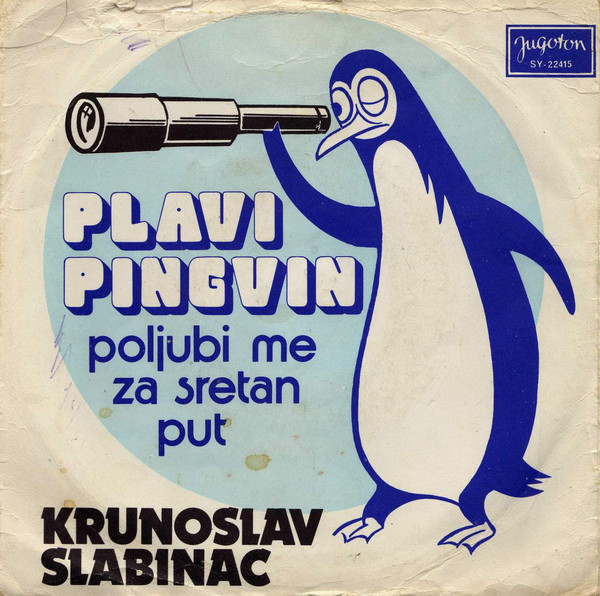 Jugoton
SY-22415
PLAVI
PINGVIN
poljubi me
za sretan
put
KRUNOSLAV
SLABINAC